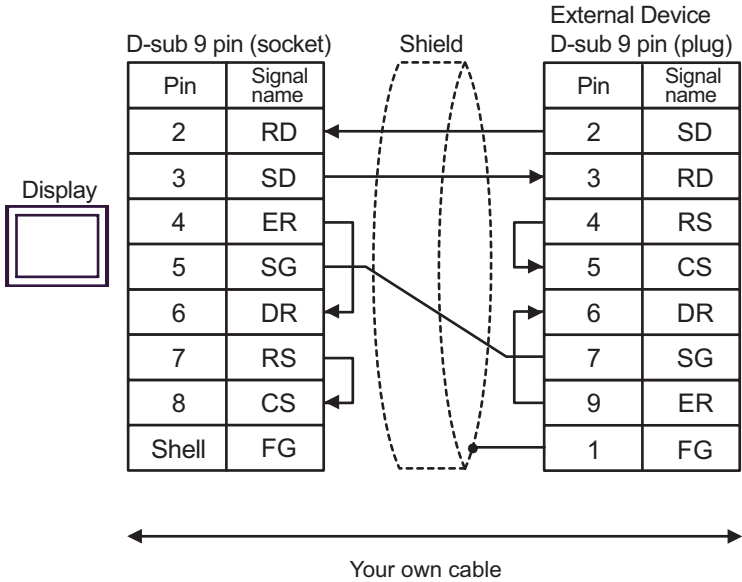 External Device
D-sub 9 pin (socket) Shield D-sub 9 pin (plug)
Pin Signal name Pin Signal name
2 RD 2 SD
3 SD 3 RD
Display
4 ER 4 RS
5 SG 5 CS
6 DR 6 DR
7 RS 7 SG
8 CS 9 ER
Shell FG 1 FG
Your own cable